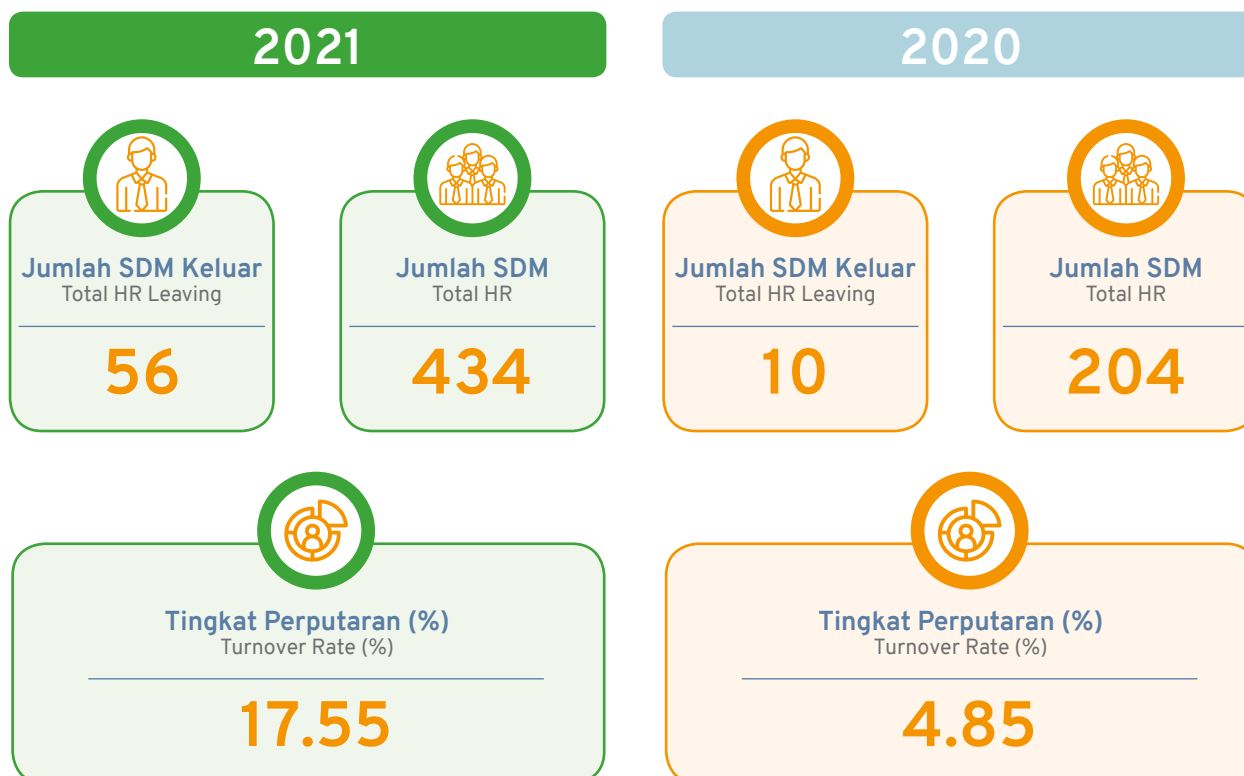 2021
Jumlah SDM Keluar
Total HR Leaving
56
Jumlah SDM
Total HR
434
Tingkat Perputaran (%)
Turnover Rate (%)
17.55
2020
Jumlah SDM Keluar
Total HR Leaving
10
Jumlah SDM
Total HR
204
Tingkat Perputaran (%)
Turnover Rate (%)
4.85